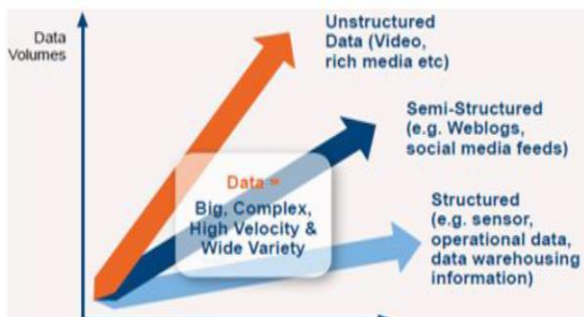 Data
Volumes
Unstructured
Data (Video,
rich media etc)
Semi-Structured
(e.g. Weblogs,
social media feeds)
Data =
Big, Complex,
High Velocity &
Wide Variety
Structured
(e.g. sensor,
operational data,
data warehousing
information)